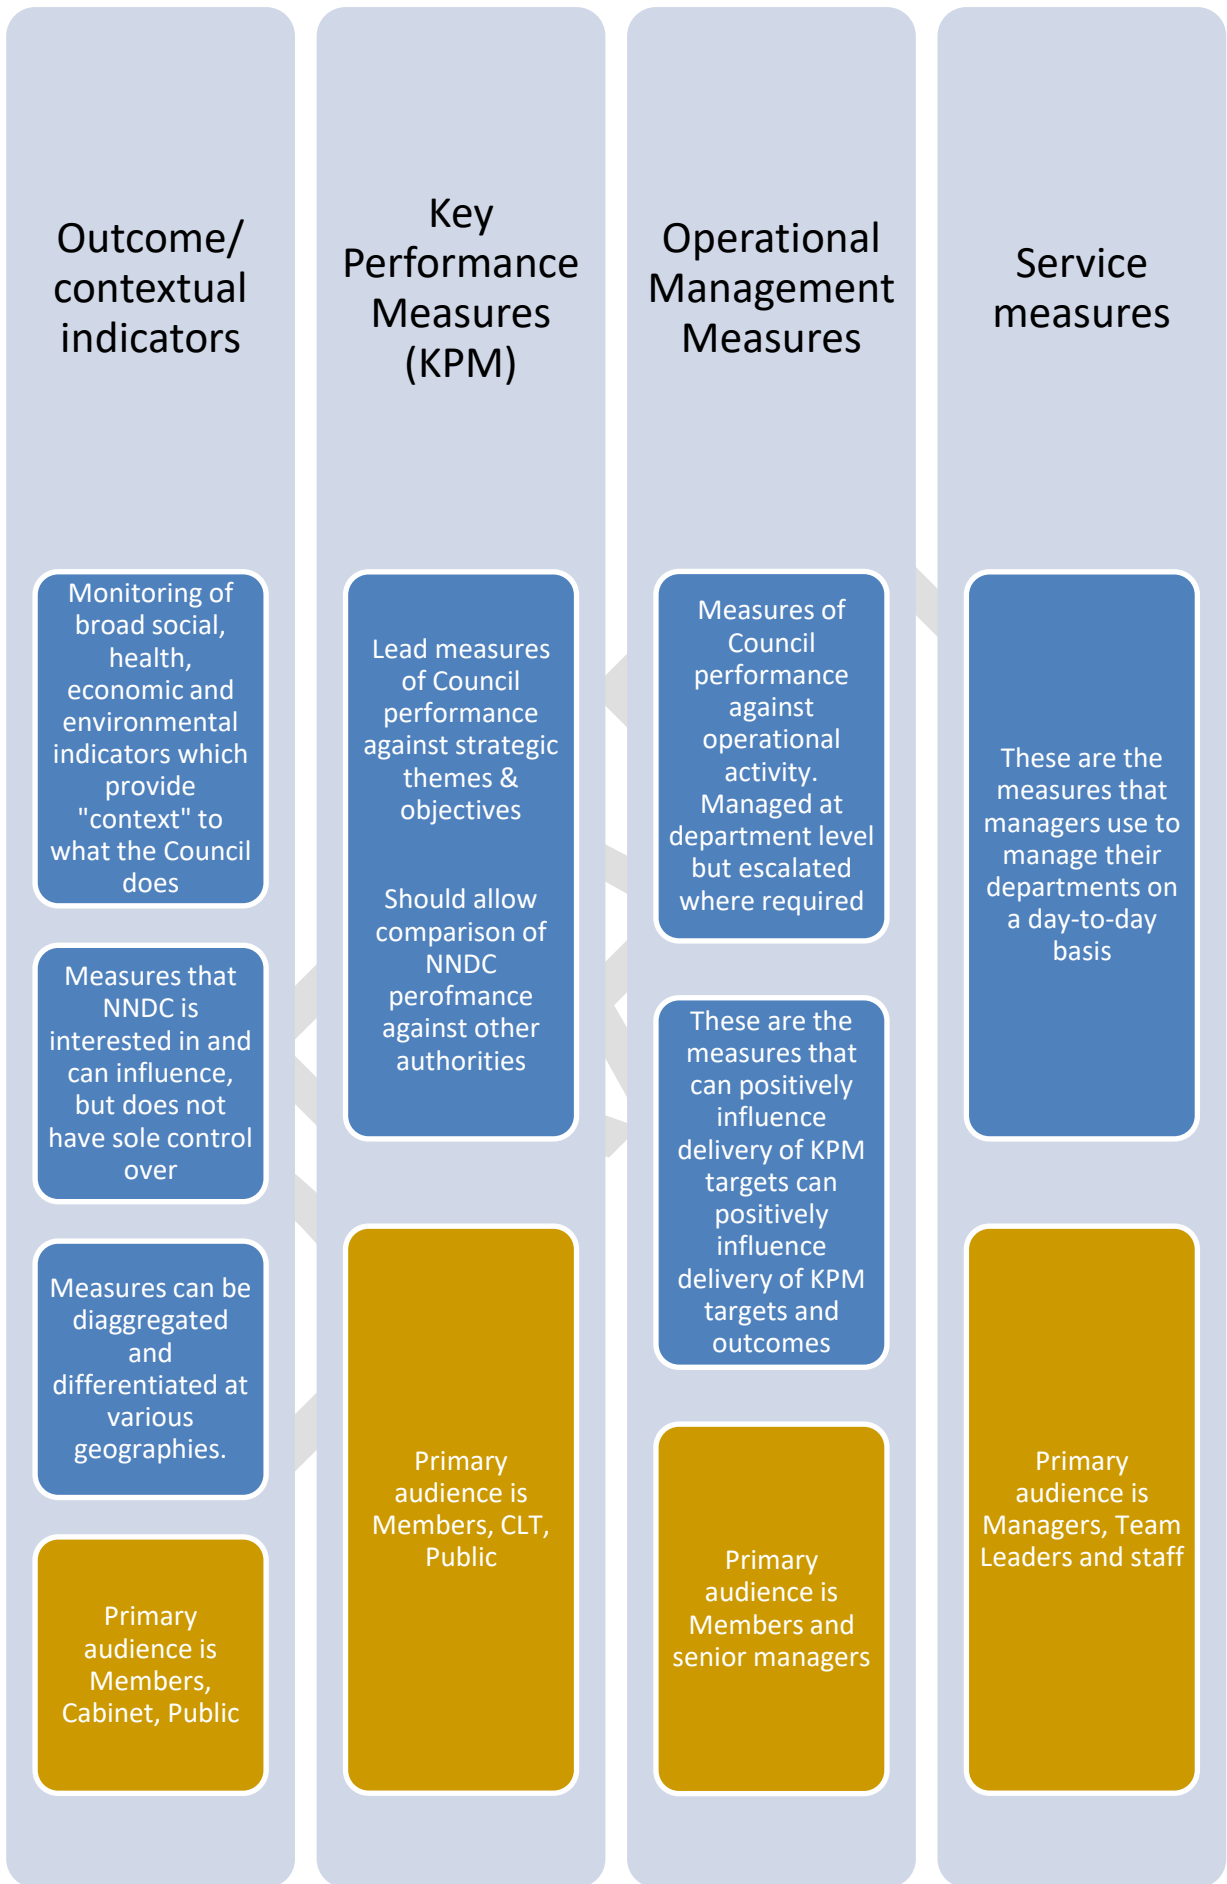 Outcome/
contextual
indicators
Monitoring of
broad social,
health,
economic and
environmental
indicators which
provide
"context" to
what the Council
does
Measures that
NNDC is
interested in and
can influence,
but does not
have sole control
over
Measures can be
diaggregated
and
differentiated at
various
geographies.
Primary
audience is
Members,
Cabinet, Public
Key
Performance
Measures
(KPM)
Lead measures
of Council
performance
against strategic
themes &
objectives
Should allow
comparison of
NNDC
perofmance
against other
authorities
Primary
audience is
Members, CLT,
Public
Operational
Management
Measures
Measures of
Council
performance
against
operational
activity.
Managed at
department level
but escalated
where required
These are the
measures that
can positively
influence
delivery of KPM
targets can
positively
influence
delivery of KPM
targets and
outcomes
Primary
audience is
Members and
senior managers
Service
measures
These are the
measures that
managers use to
manage their
departments on
a day-to-day
basis
Primary
audience is
Managers, Team
Leaders and staff